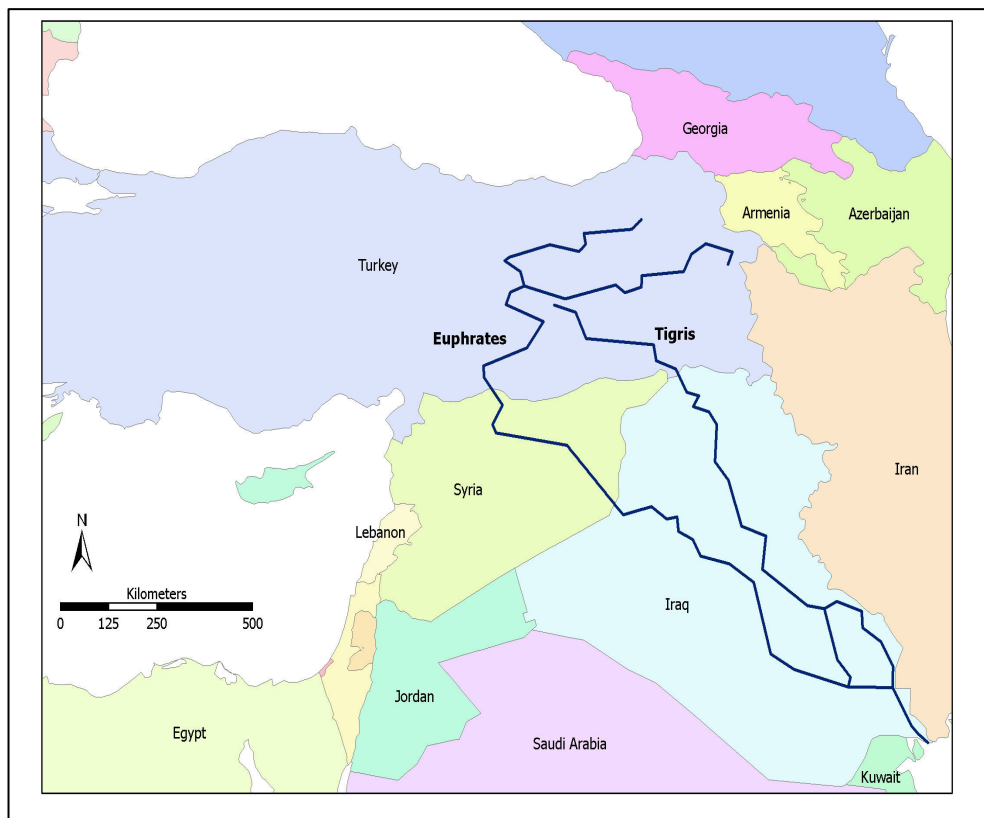 Georgia
Armenia
Azerbaijan
Turkey
Euphrates
Tigris
Iran
Syria
N
Lebanon
Kilometers
0 125 250 500
Iraq
Jordan
Egypt
Saudi Arabia
Kuwait